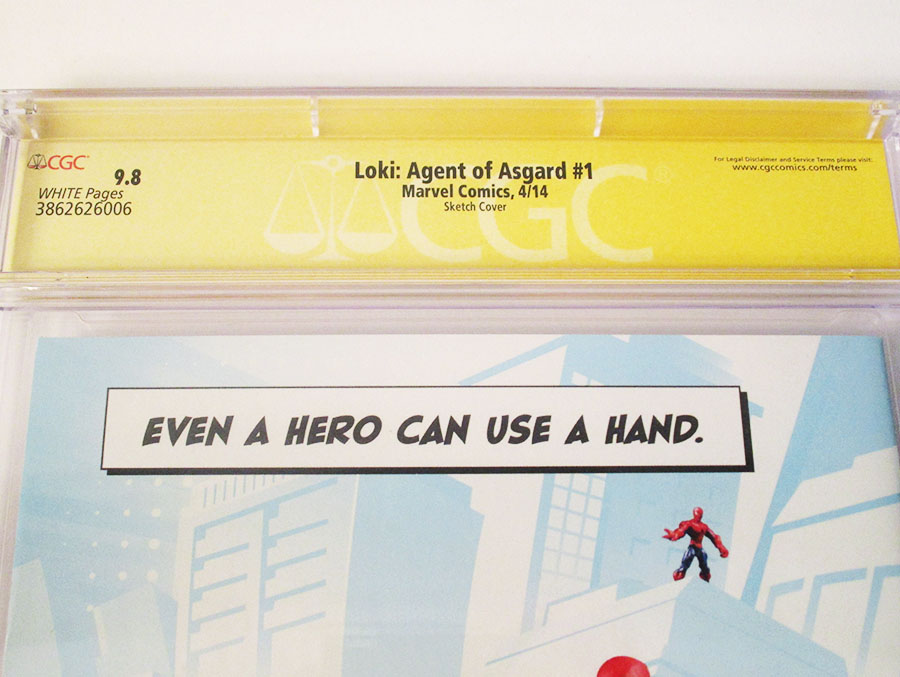 CGC
9.8
WHITE Pages
3862626006
Loki: Agent of Asgard #1
Marvel Comics, 4/14
Sketch Cover
For Legal Disclaimer and Service Terms please visit:
www.cgccomics.com/terms
CGC®
EVEN A HERO CAN USE A HAND.